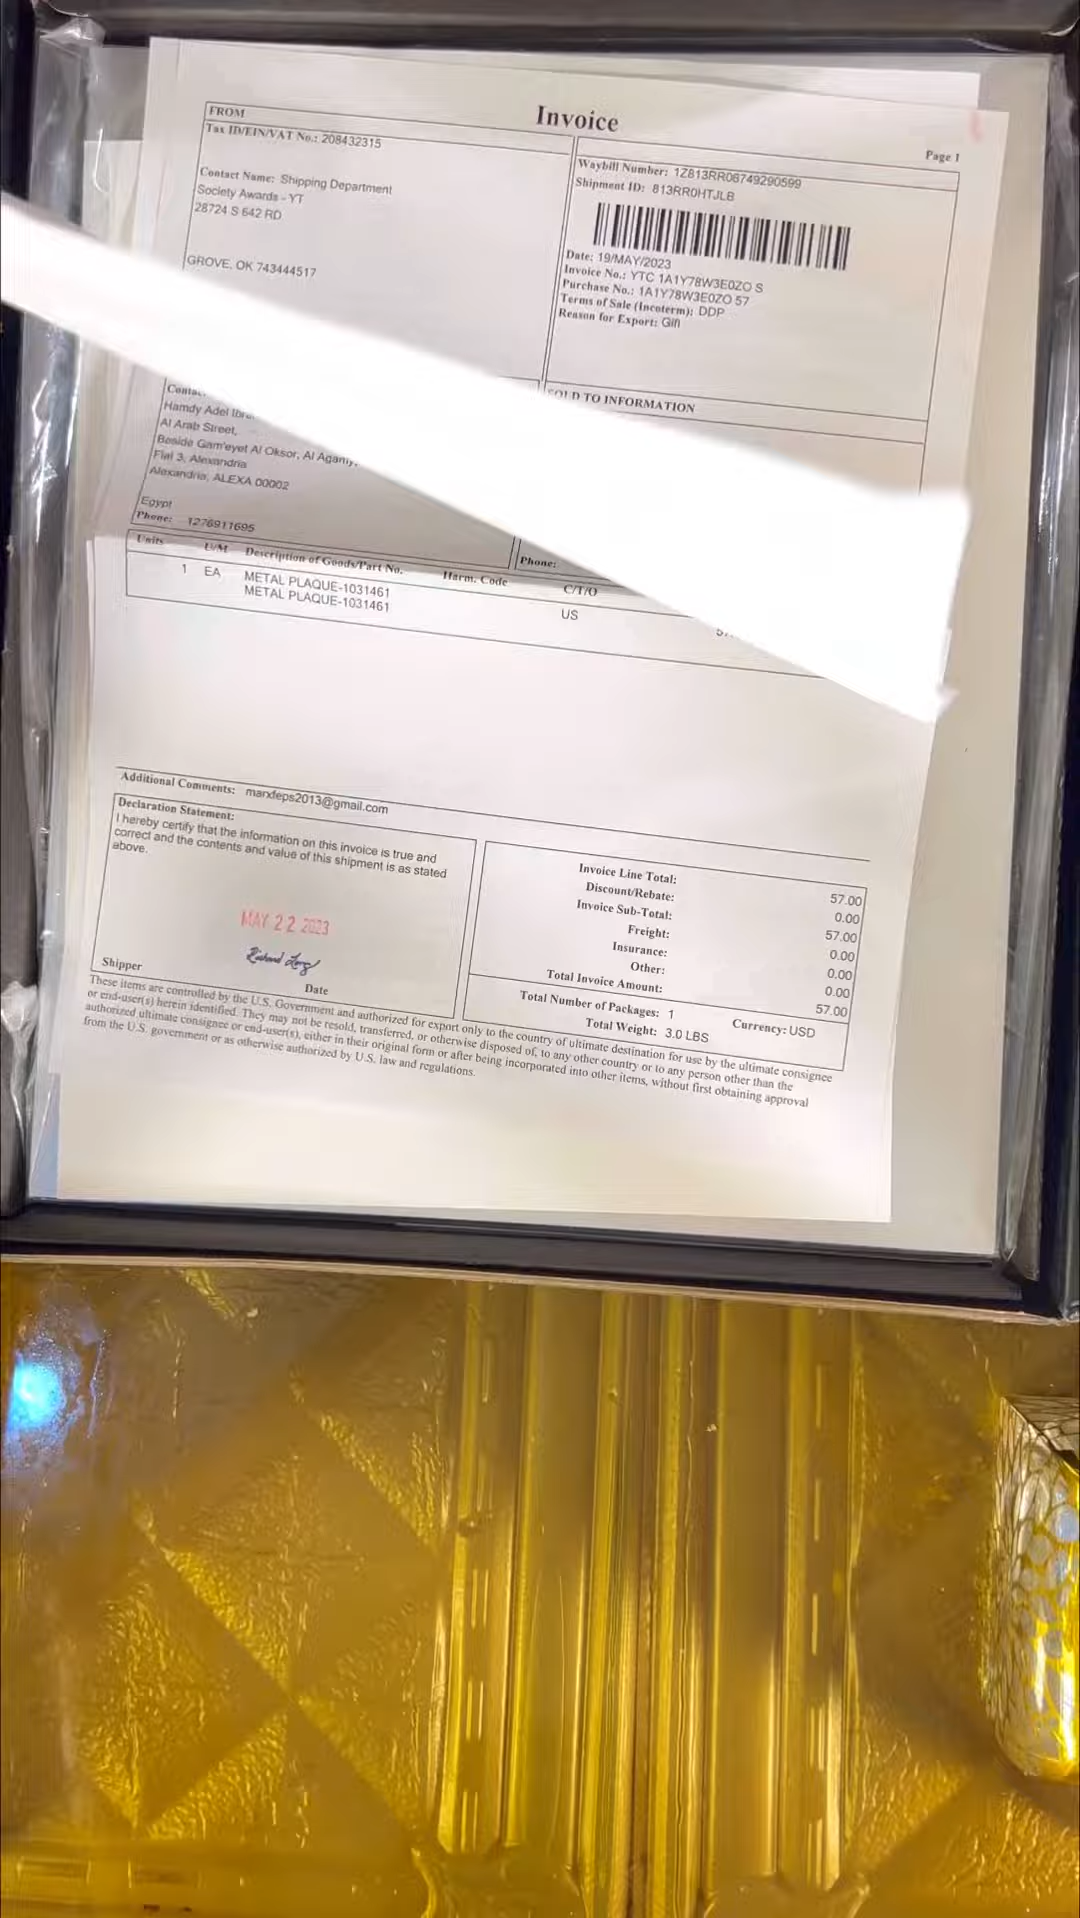 Invoice
Page 1
FROM
Tax ID/EIN/VAT No.: 208432315
Contact Name: Shipping Department
Society Awards - YT
28724 S 642 RD
GROVE, OK 743444517
Waybill Number: 1Z813RR06749290599
Shipment ID: 813RR0HTJLB
Date: 19/MAY/2023
Invoice No.: YTC 1A1Y78W3E0ZO S
Purchase No.: 1A1Y78W3E0ZO 57
Terms of Sale (Incoterm): DDP
Reason for Export: Gift
SOLD TO INFORMATION
Hamdy Adel
Al Arab Street,
Beside Gam'eyet Al Oksor, Al Agamy,
Flat 3, Alexandria
Alexandria, ALEXA 00002
Egypt
Phone: 1276911695
Phone:
Units U/M Description of Goods/Part No. Harm. Code C/T/O
1 EA METAL PLAQUE-1031461 US
METAL PLAQUE-1031461
Additional Comments: marxfeps2013@gmail.com
Declaration Statement:
I hereby certify that the information on this invoice is true and
correct and the contents and value of this shipment is as stated
above.
MAY 22 2023
Richard Long
Shipper Date
Invoice Line Total: 57.00
Discount/Rebate: 0.00
Invoice Sub-Total: 57.00
Freight: 0.00
Insurance: 0.00
Other: 0.00
Total Invoice Amount: 57.00
Total Number of Packages: 1 Currency: USD
Total Weight: 3.0 LBS
These items are controlled by the U.S. Government and authorized for export only to the country of ultimate destination for use by the ultimate consignee
or end-user(s) herein identified. They may not be resold, transferred, or otherwise disposed of, to any other country or to any person other than the
authorized ultimate consignee or end-user(s), either in their original form or after being incorporated into other items, without first obtaining approval
from the U.S. government or as otherwise authorized by U.S. law and regulations.